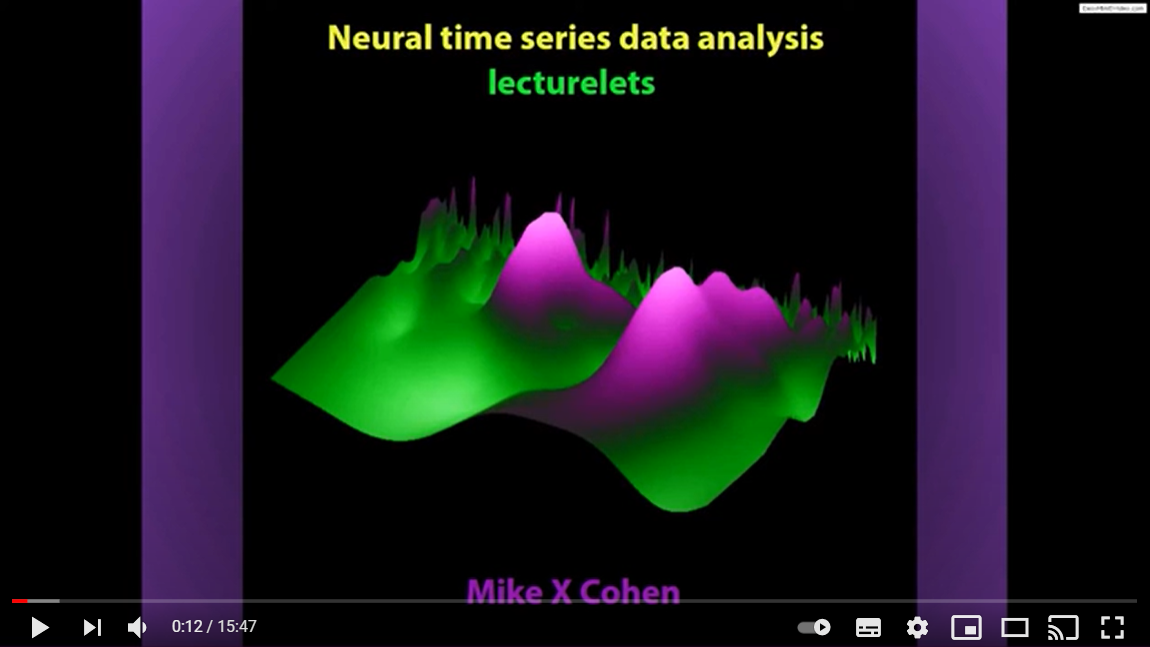 Neural time series data analysis
lecturelets
Mike X Cohen
0:12 / 15:47